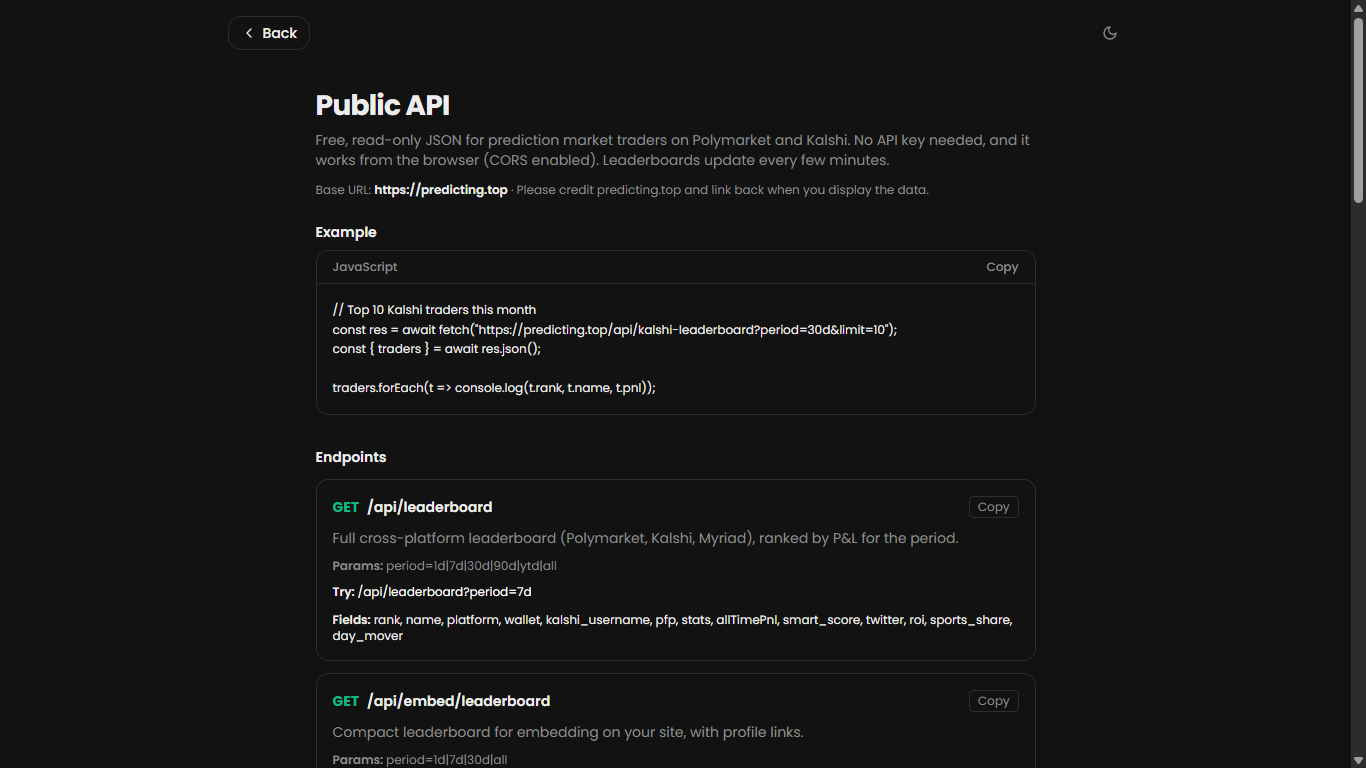 Back
Public API
Free, read-only JSON for prediction market traders on Polymarket and Kalshi. No API key needed, and it
works from the browser (CORS enabled). Leaderboards update every few minutes.
Base URL: https://predicting.top · Please credit predicting.top and link back when you display the data.
Example
JavaScript Copy
// Top 10 Kalshi traders this month
const res = await fetch("https://predicting.top/api/kalshi-leaderboard?period=30d&limit=10");
const { traders } = await res.json();
traders.forEach(t => console.log(t.rank, t.name, t.pnl));
Endpoints
GET /api/leaderboard Copy
Full cross-platform leaderboard (Polymarket, Kalshi, Myriad), ranked by P&L for the period.
Params: period=1d|7d|30d|90d|ytd|all
Try: /api/leaderboard?period=7d
Fields: rank, name, platform, wallet, kalshi_username, pfp, stats, allTimePnl, smart_score, twitter, roi, sports_share,
day_mover
GET /api/embed/leaderboard Copy
Compact leaderboard for embedding on your site, with profile links.
Params: period=1d|7d|30d|all